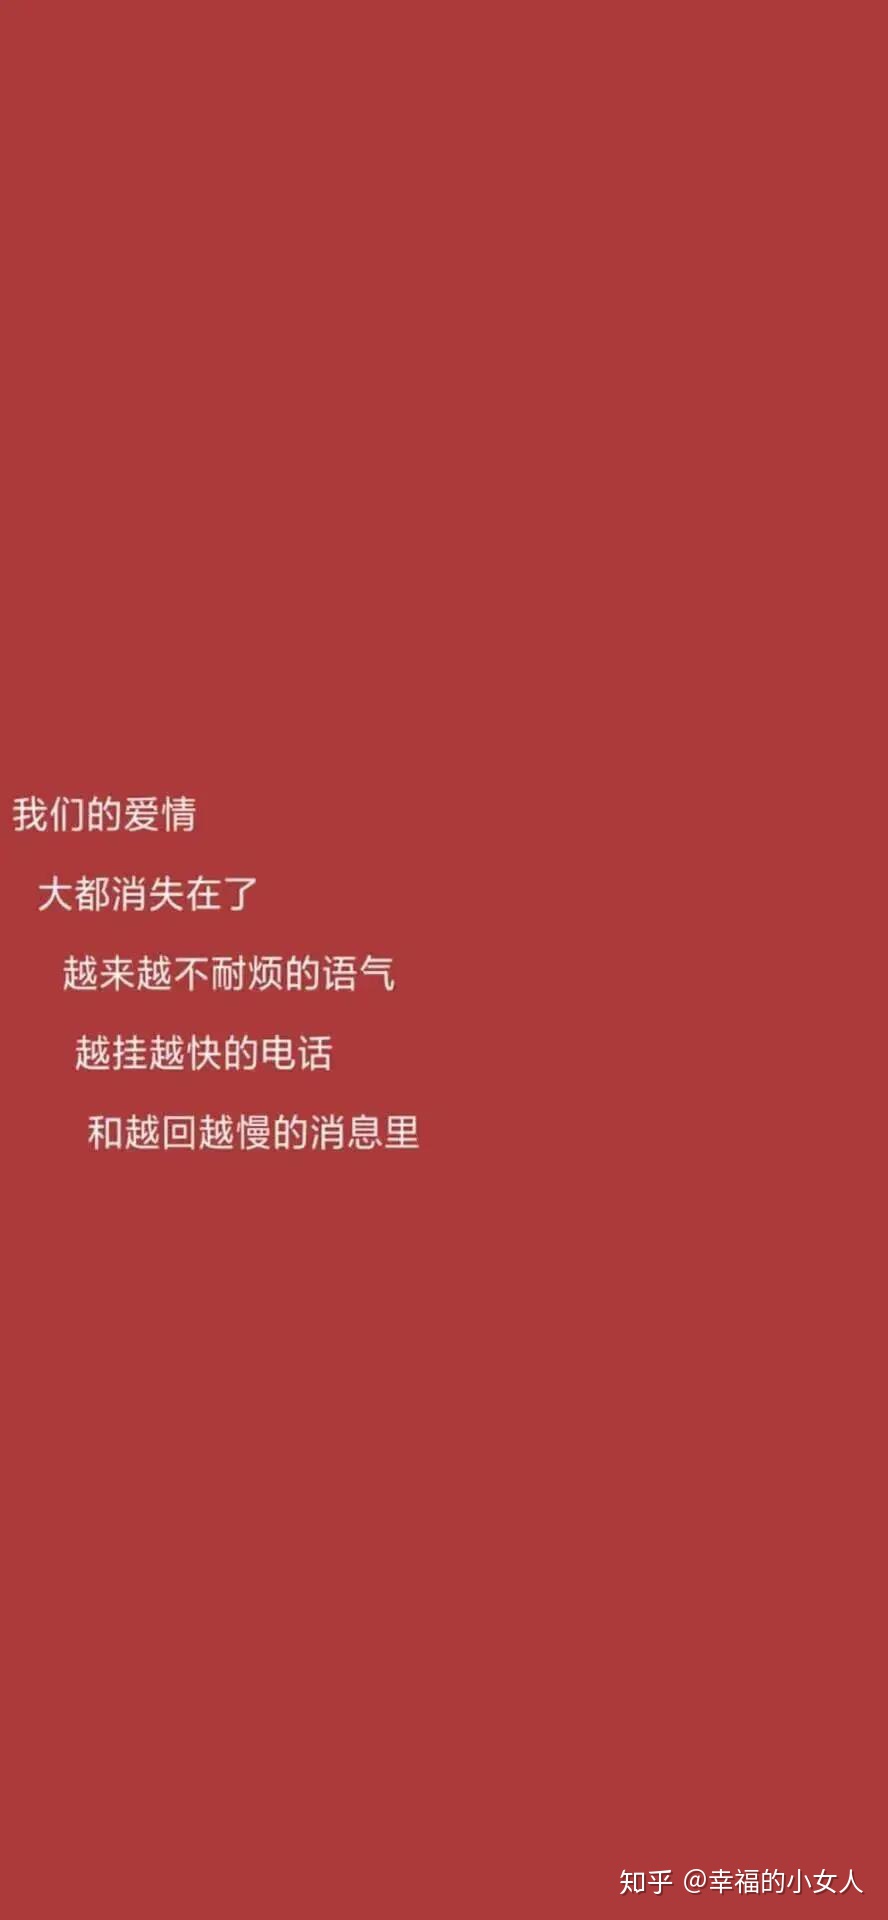 我们的爱情
大都消失在了
越来越不耐烦的语气
越挂越快的电话
和越回越慢的消息里
知乎 @幸福的小女人